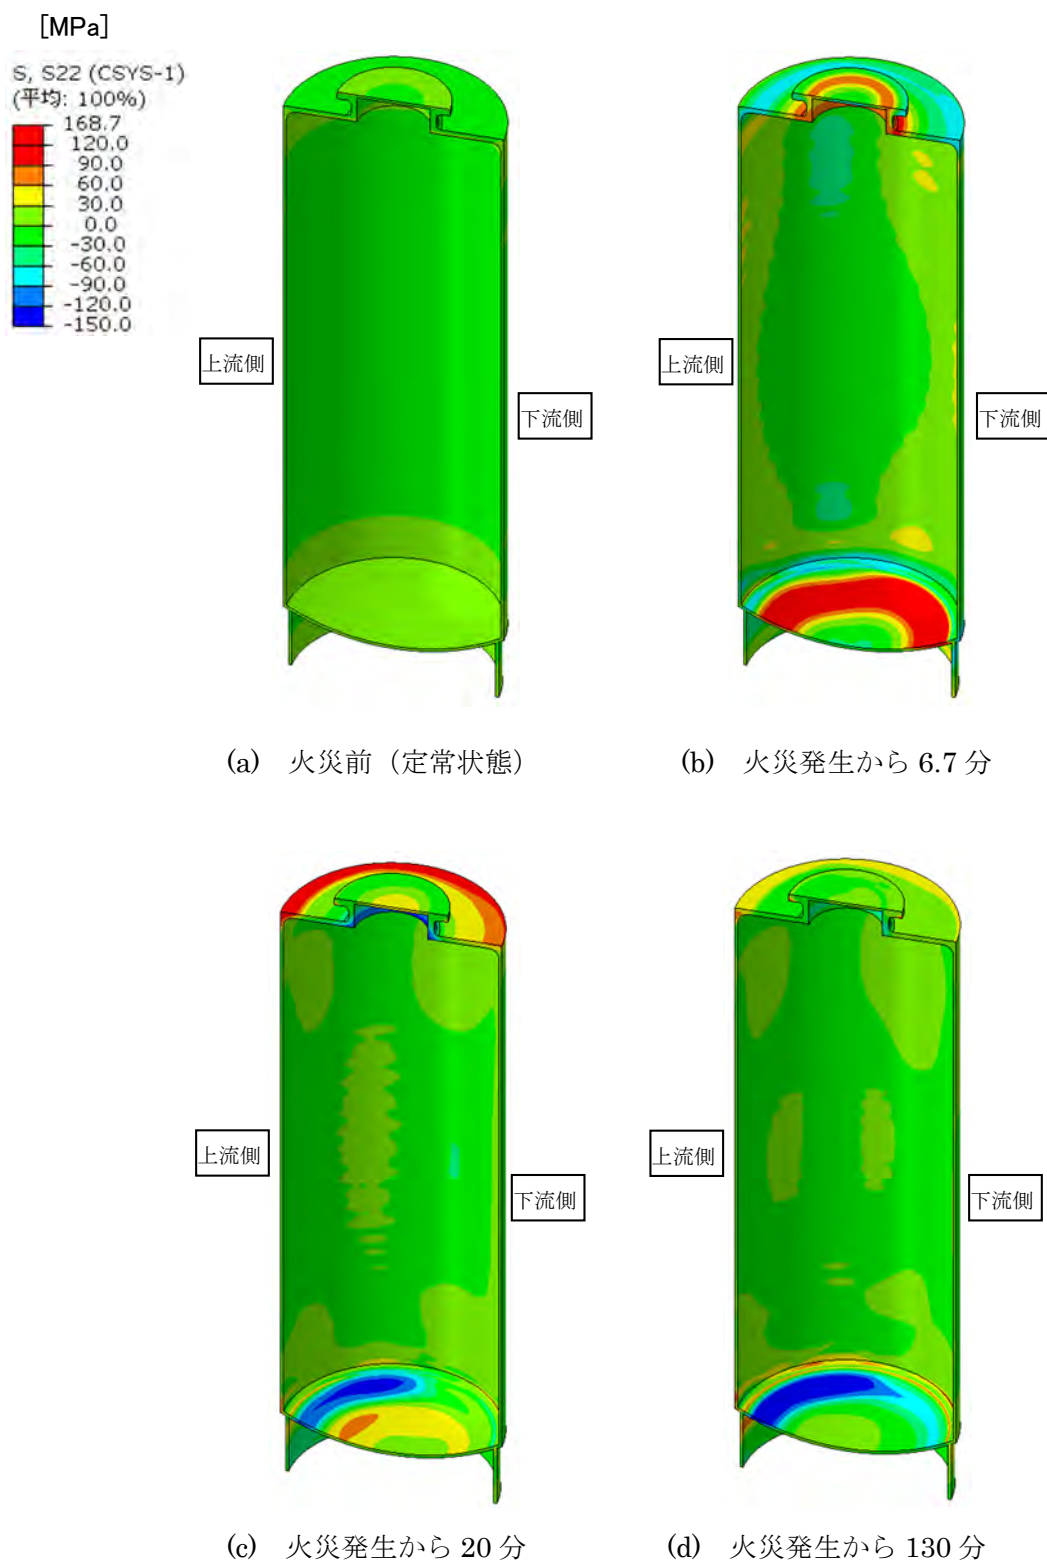 [MPa]
S, S22 (CSYS-1)
(平均: 100%)
168.7
120.0
90.0
60.0
30.0
0.0
-30.0
-60.0
-90.0
-120.0
-150.0
上流側
下流側
上流側
下流側
(a) 火災前（定常状態）
(b) 火災発生から 6.7 分
上流側
下流側
上流側
下流側
(c) 火災発生から 20 分
(d) 火災発生から 130 分